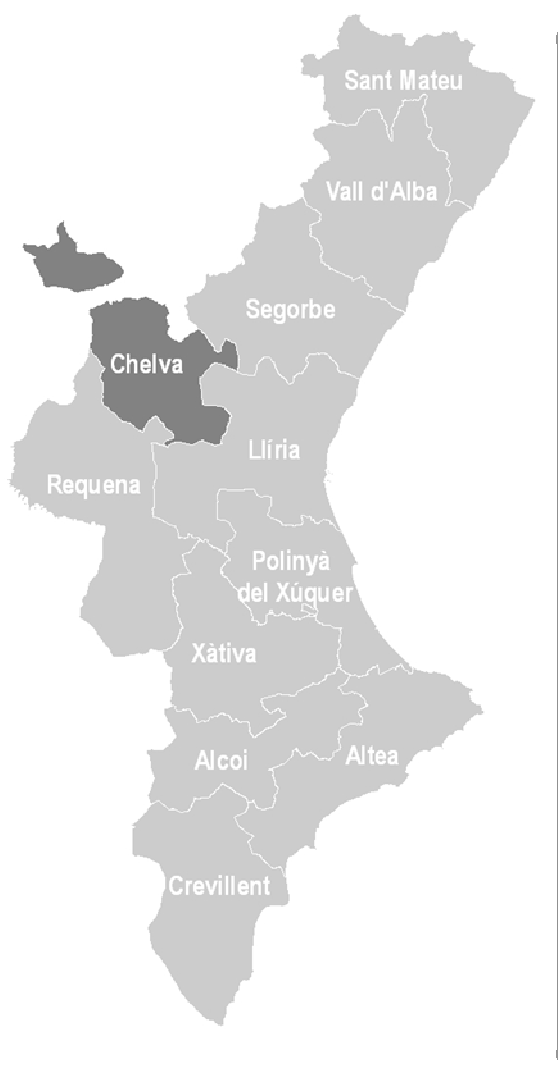 Sant Mateu
Vall d'Alba
Segorbe
Chelva
Llíria
Requena
Polinyà
del Xúquer
Xàtiva
Alcoi
Altea
Crevillent